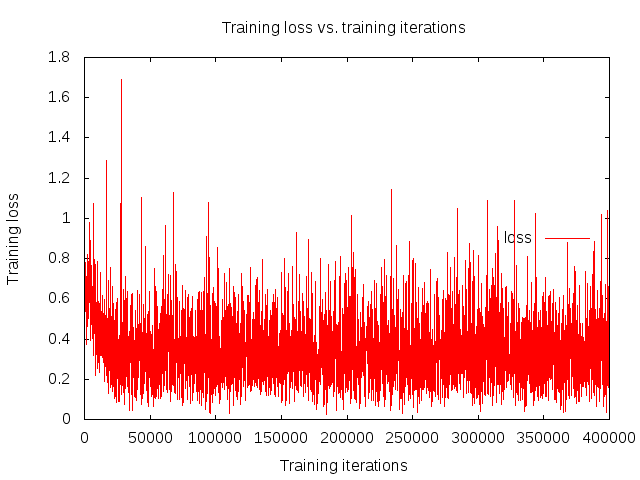 Training loss vs. training iterations
1.8
1.6
1.4
1.2
1
0.8
0.6
0.4
0.2
0
Training loss
loss
0 50000 100000 150000 200000 250000 300000 350000 400000
Training iterations